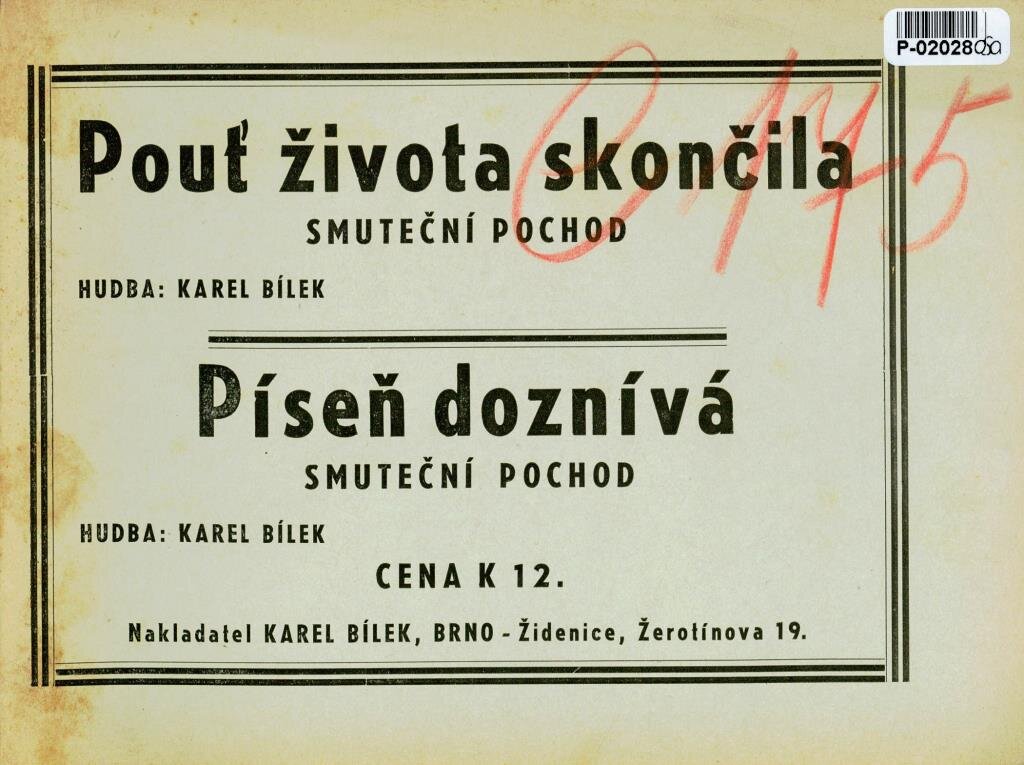 P-02028
č. 175
Pouť života skončila
SMUTEČNÍ POCHOD
HUDBA: KAREL BÍLEK
Píseň doznívá
SMUTEČNÍ POCHOD
HUDBA: KAREL BÍLEK
CENA K 12.
Nakladatel KAREL BÍLEK, BRNO - Židenice, Žerotínova 19.